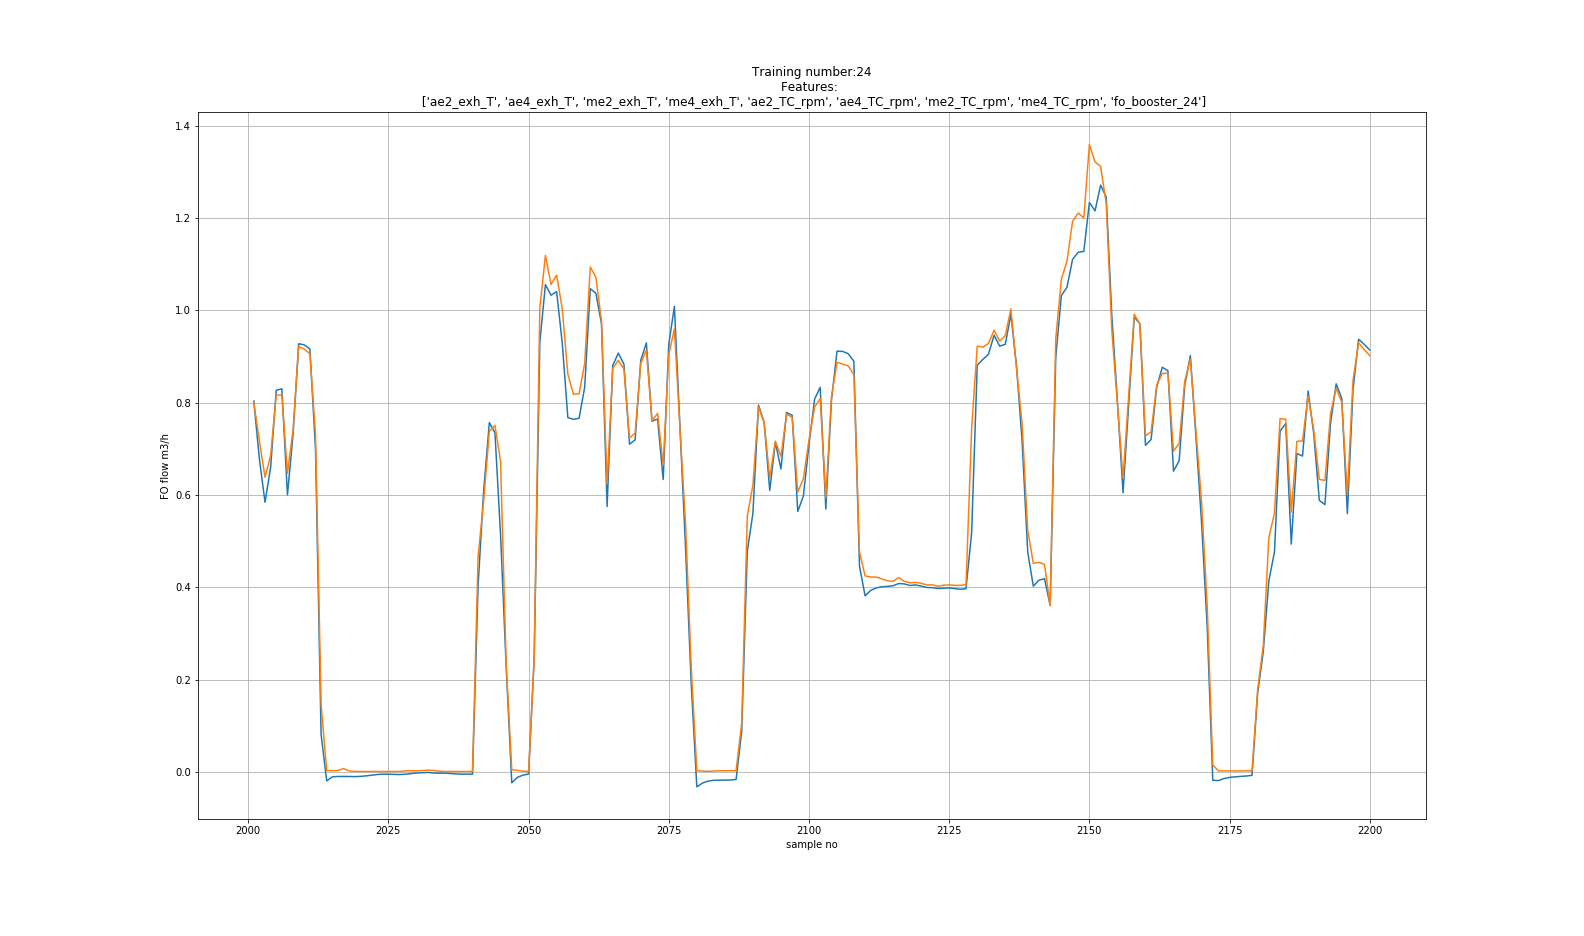 Training number:24
Features:
['ae2_exh_T', 'ae4_exh_T', 'me2_exh_T', 'me4_exh_T', 'ae2_TC_rpm', 'ae4_TC_rpm', 'me2_TC_rpm', 'me4_TC_rpm', 'fo_booster_24']
1.4
1.2
1.0
0.8
0.6
0.4
0.2
0.0
FO flow m3/h
2000 2025 2050 2075 2100 2125 2150 2175 2200
sample no